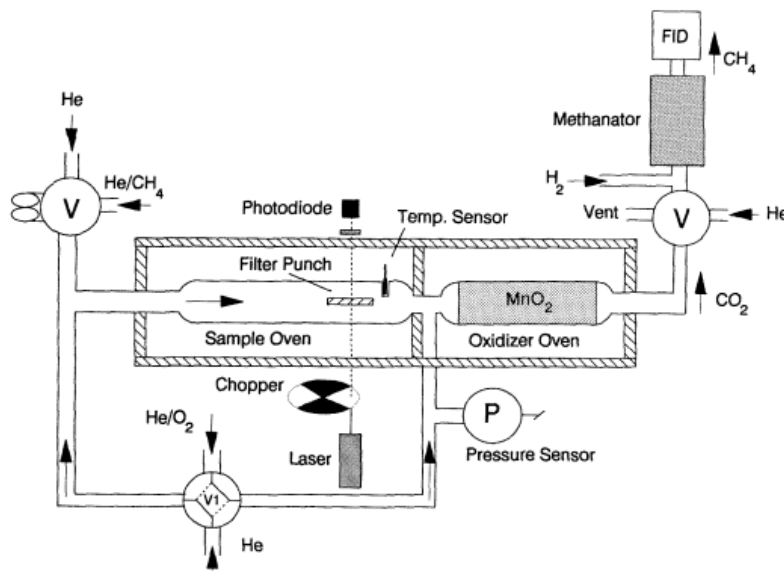 FID
CH4
Methanator
He
He/CH4
H2
V
Photodiode
Temp. Sensor
Vent
V
He
Filter Punch
MnO2
CO2
Sample Oven
Oxidizer Oven
Chopper
He/O2
P
Laser
Pressure Sensor
V1
He